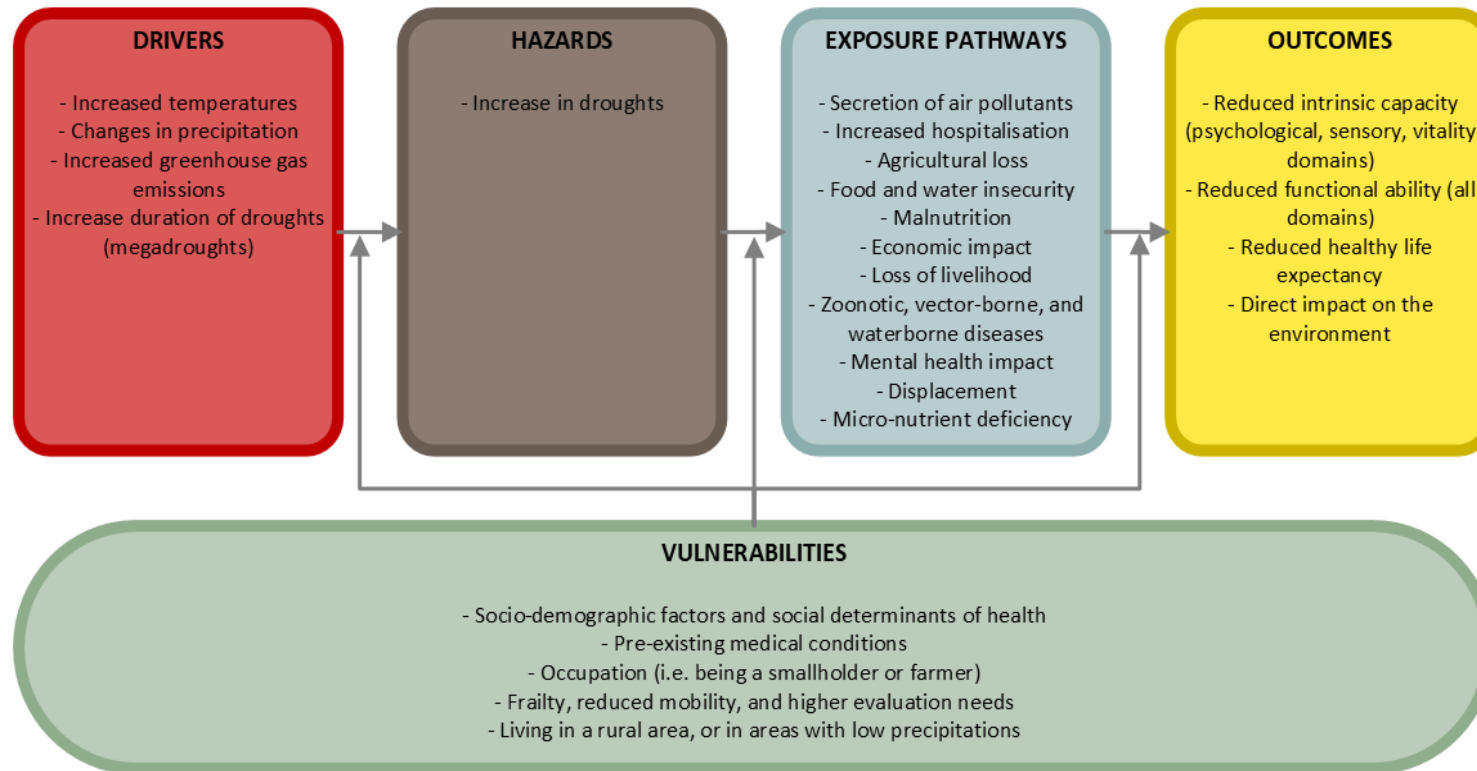 DRIVERS
- Increased temperatures
- Changes in precipitation
- Increased greenhouse gas
emissions
- Increase duration of droughts
(megadroughts)
HAZARDS
- Increase in droughts
EXPOSURE PATHWAYS
- Secretion of air pollutants
- Increased hospitalisation
- Agricultural loss
- Food and water insecurity
- Malnutrition
- Economic impact
- Loss of livelihood
- Zoonotic, vector-borne, and
waterborne diseases
- Mental health impact
- Displacement
- Micro-nutrient deficiency
OUTCOMES
- Reduced intrinsic capacity
(psychological, sensory, vitality
domains)
- Reduced functional ability (all
domains)
- Reduced healthy life
expectancy
- Direct impact on the
environment
VULNERABILITIES
- Socio-demographic factors and social determinants of health
- Pre-existing medical conditions
- Occupation (i.e. being a smallholder or farmer)
- Frailty, reduced mobility, and higher evaluation needs
- Living in a rural area, or in areas with low precipitations